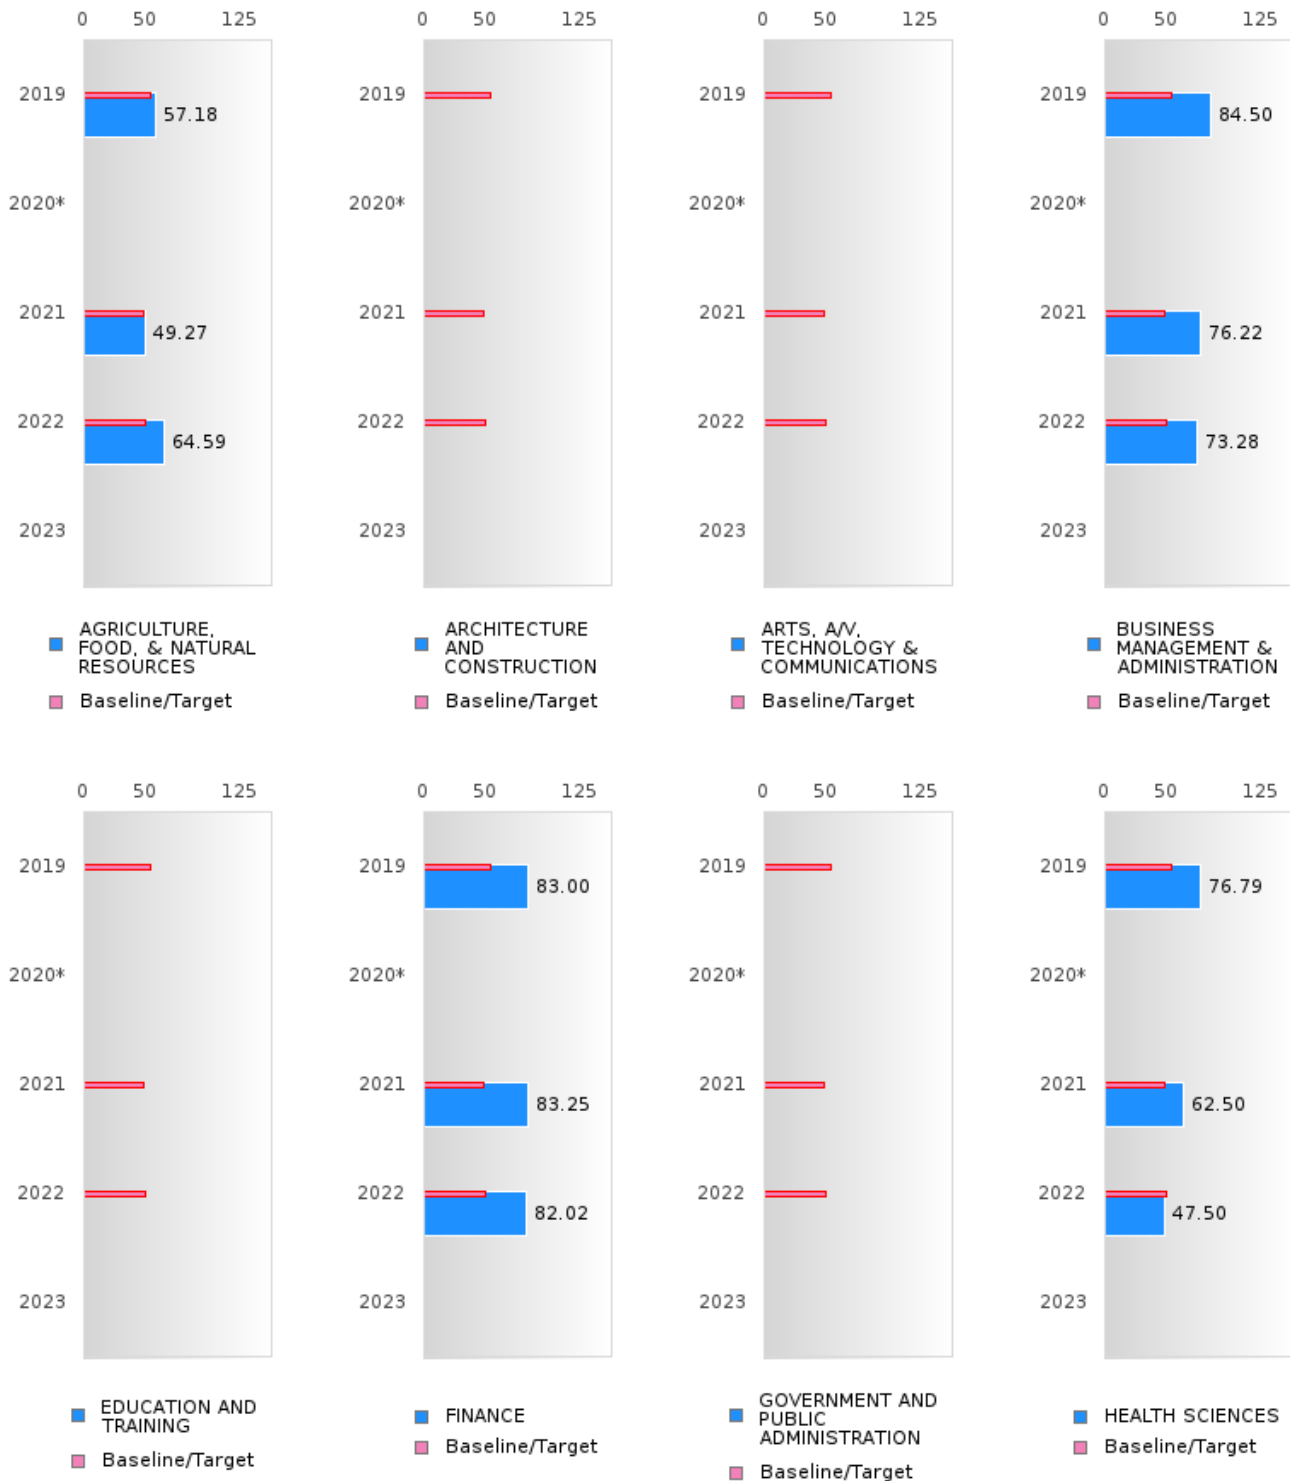 0 50 125
2019
57.18
2020*
2021
49.27
2022
64.59
2023
AGRICULTURE,
FOOD, & NATURAL
RESOURCES
Baseline/Target
0 50 125
2019
2020*
2021
2022
2023
ARCHITECTURE
AND
CONSTRUCTION
Baseline/Target
0 50 125
2019
2020*
2021
2022
2023
ARTS, A/V,
TECHNOLOGY &
COMMUNICATIONS
Baseline/Target
0 50 125
2019
84.50
2020*
2021
76.22
2022
73.28
2023
BUSINESS
MANAGEMENT &
ADMINISTRATION
Baseline/Target
0 50 125
2019
2020*
2021
2022
2023
EDUCATION AND
TRAINING
Baseline/Target
0 50 125
2019
83.00
2020*
2021
83.25
2022
82.02
2023
FINANCE
Baseline/Target
0 50 125
2019
2020*
2021
2022
2023
GOVERNMENT AND
PUBLIC
ADMINISTRATION
Baseline/Target
0 50 125
2019
76.79
2020*
2021
62.50
2022
47.50
2023
HEALTH SCIENCES
Baseline/Target